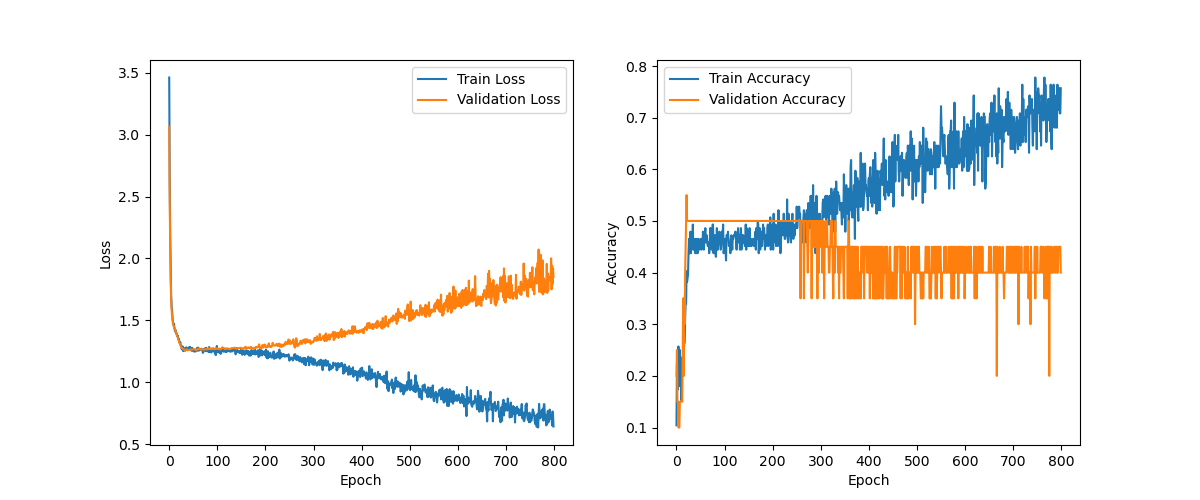 3.5
3.0
2.5
2.0
1.5
1.0
0.5
Loss
0 100 200 300 400 500 600 700 800
Epoch
Train Loss
Validation Loss
0.8
0.7
0.6
0.5
0.4
0.3
0.2
0.1
Accuracy
0 100 200 300 400 500 600 700 800
Epoch
Train Accuracy
Validation Accuracy